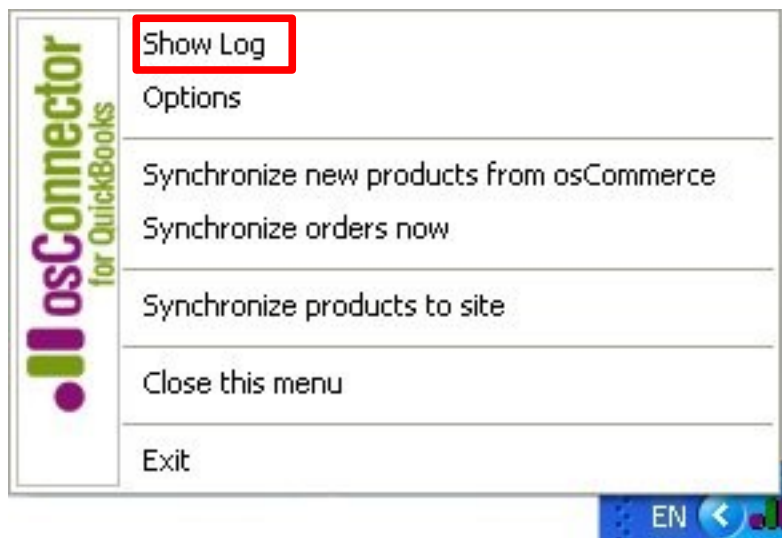 osConnector
for QuickBooks
Show Log
Options
Synchronize new products from osCommerce
Synchronize orders now
Synchronize products to site
Close this menu
Exit
EN